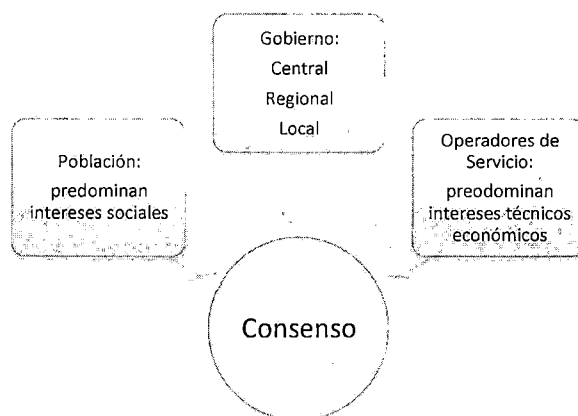 Gobierno:
Central
Regional
Local
Población:
predominan
intereses sociales
Operadores de
Servicio:
preodominan
intereses técnicos
económicos
Consenso